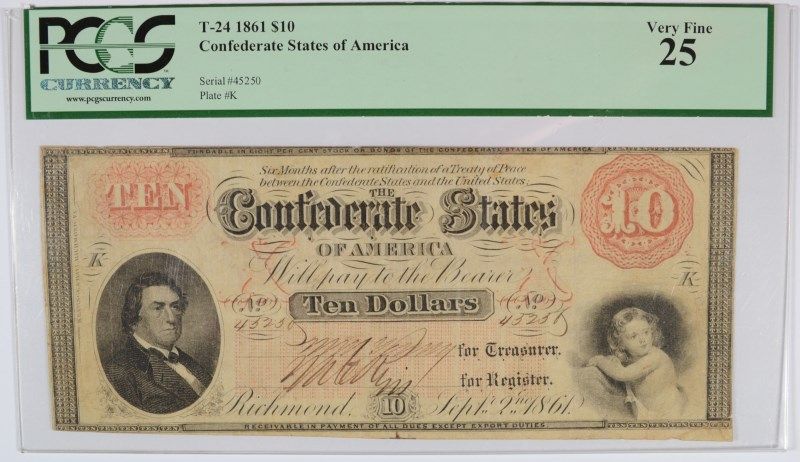 PCGS
CURRENCY
www.pcgscurrency.com
T-24 1861 $10
Confederate States of America
Serial #45250
Plate #K
Very Fine
25
FUNDABLE IN EIGHT PER CENT STOCK OR BONDS OF THE CONFEDERATE STATES OF AMERICA
Six Months after the ratification of a Treaty of Peace
between the Confederate States and the United States:
TEN
THE
10
Confederate States
OF AMERICA
K
Will pay to the Bearer
K
No
Ten Dollars
No
45250
45250
for Treasurer.
for Register.
Richmond,
10
Septr. 2nd 1861.
RECEIVABLE IN PAYMENT OF ALL DUES EXCEPT EXPORT DUTIES.